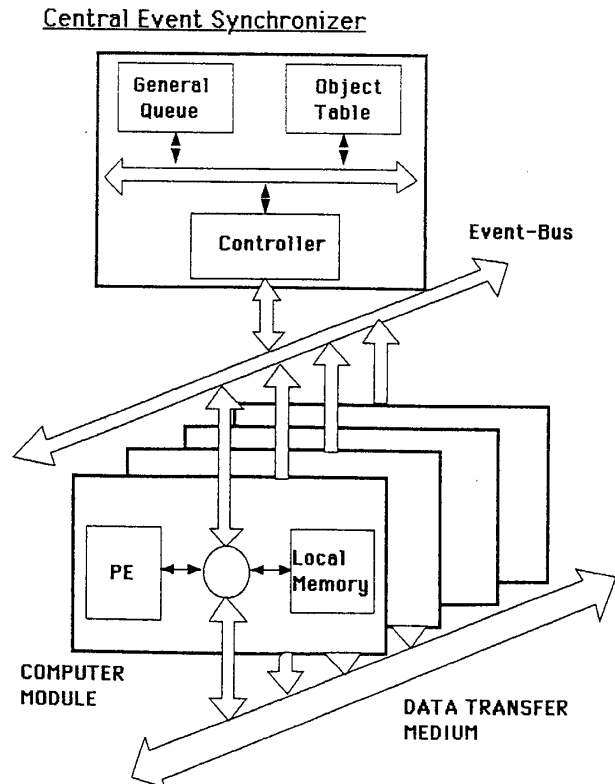 Central Event Synchronizer
General
Queue
Object
Table
Controller
Event-Bus
PE
Local
Memory
COMPUTER
MODULE
DATA TRANSFER
MEDIUM